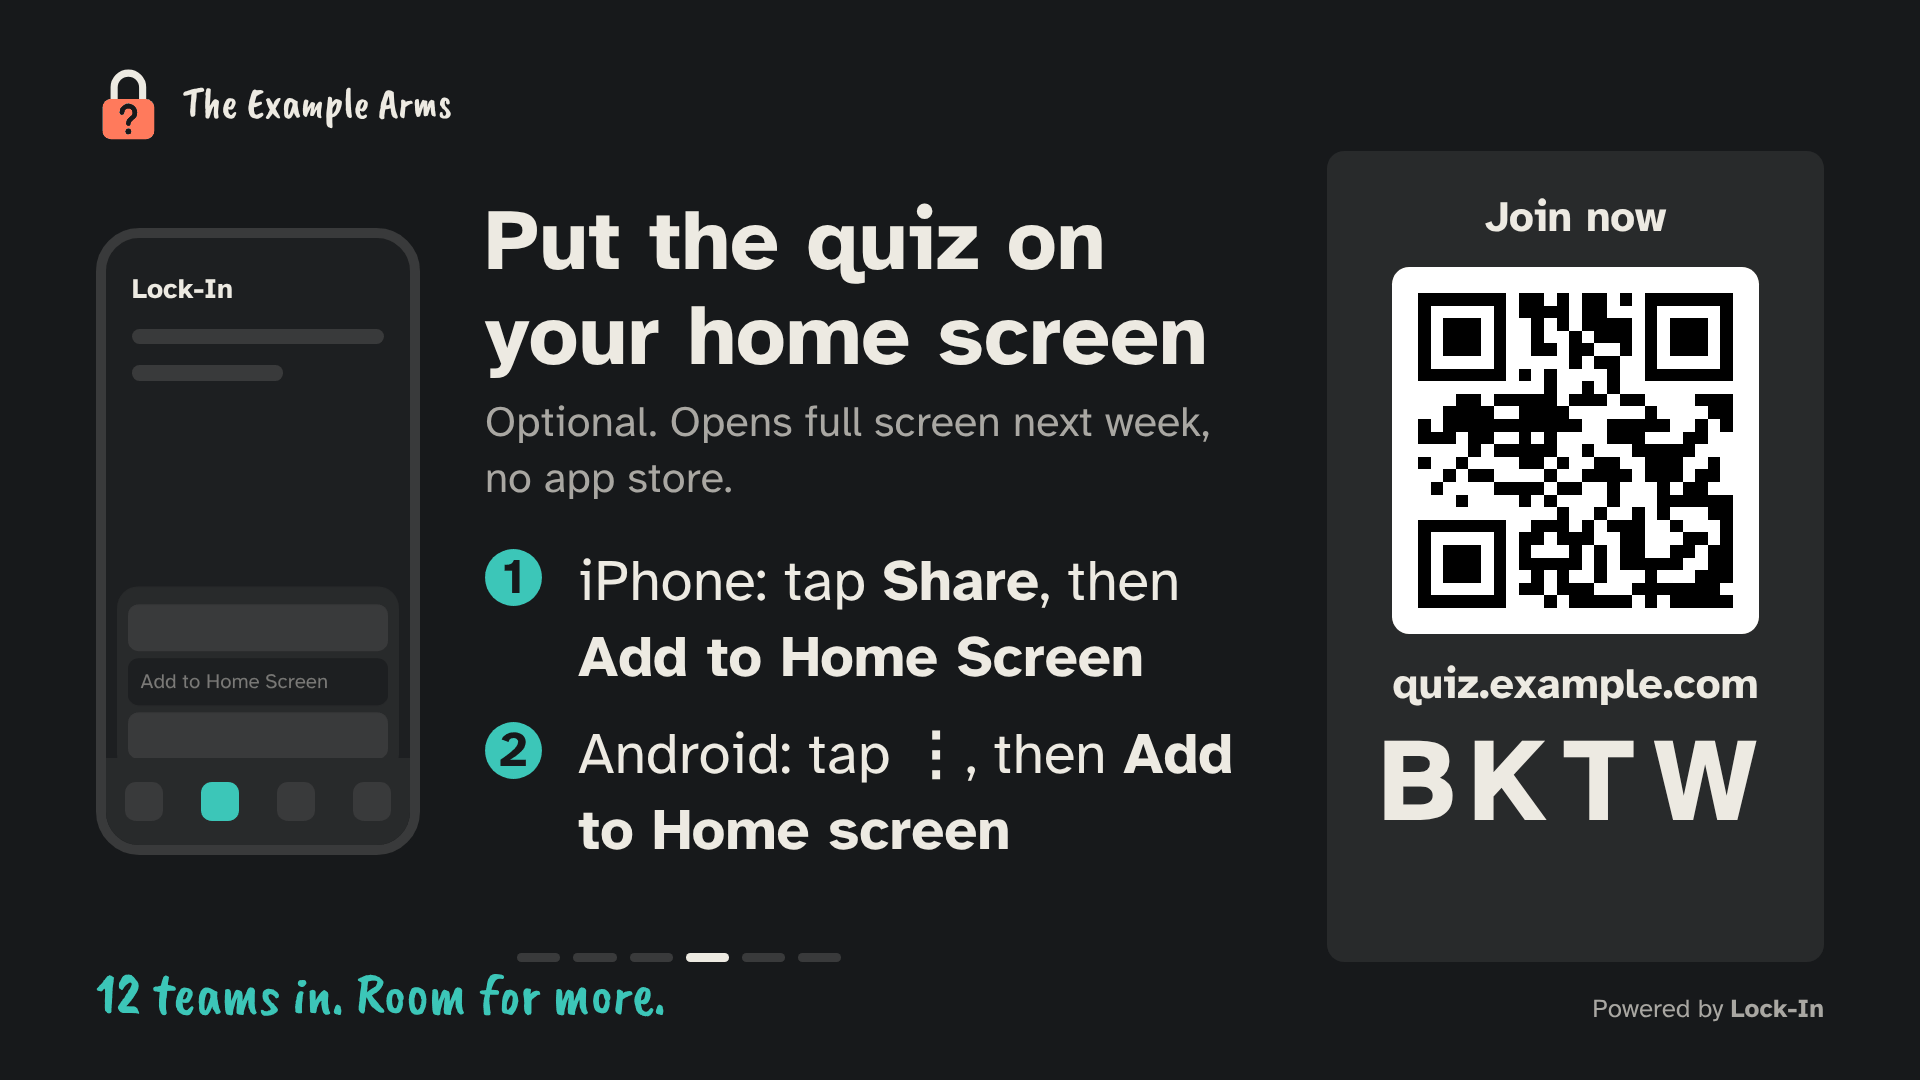 The Example Arms
Lock-In
Add to Home Screen
Put the quiz on
your home screen
Optional. Opens full screen next week,
no app store.
1 iPhone: tap Share, then
Add to Home Screen
2 Android: tap ⋮, then Add
to Home screen
Join now
quiz.example.com
BKTW
12 teams in. Room for more.
Powered by Lock-In